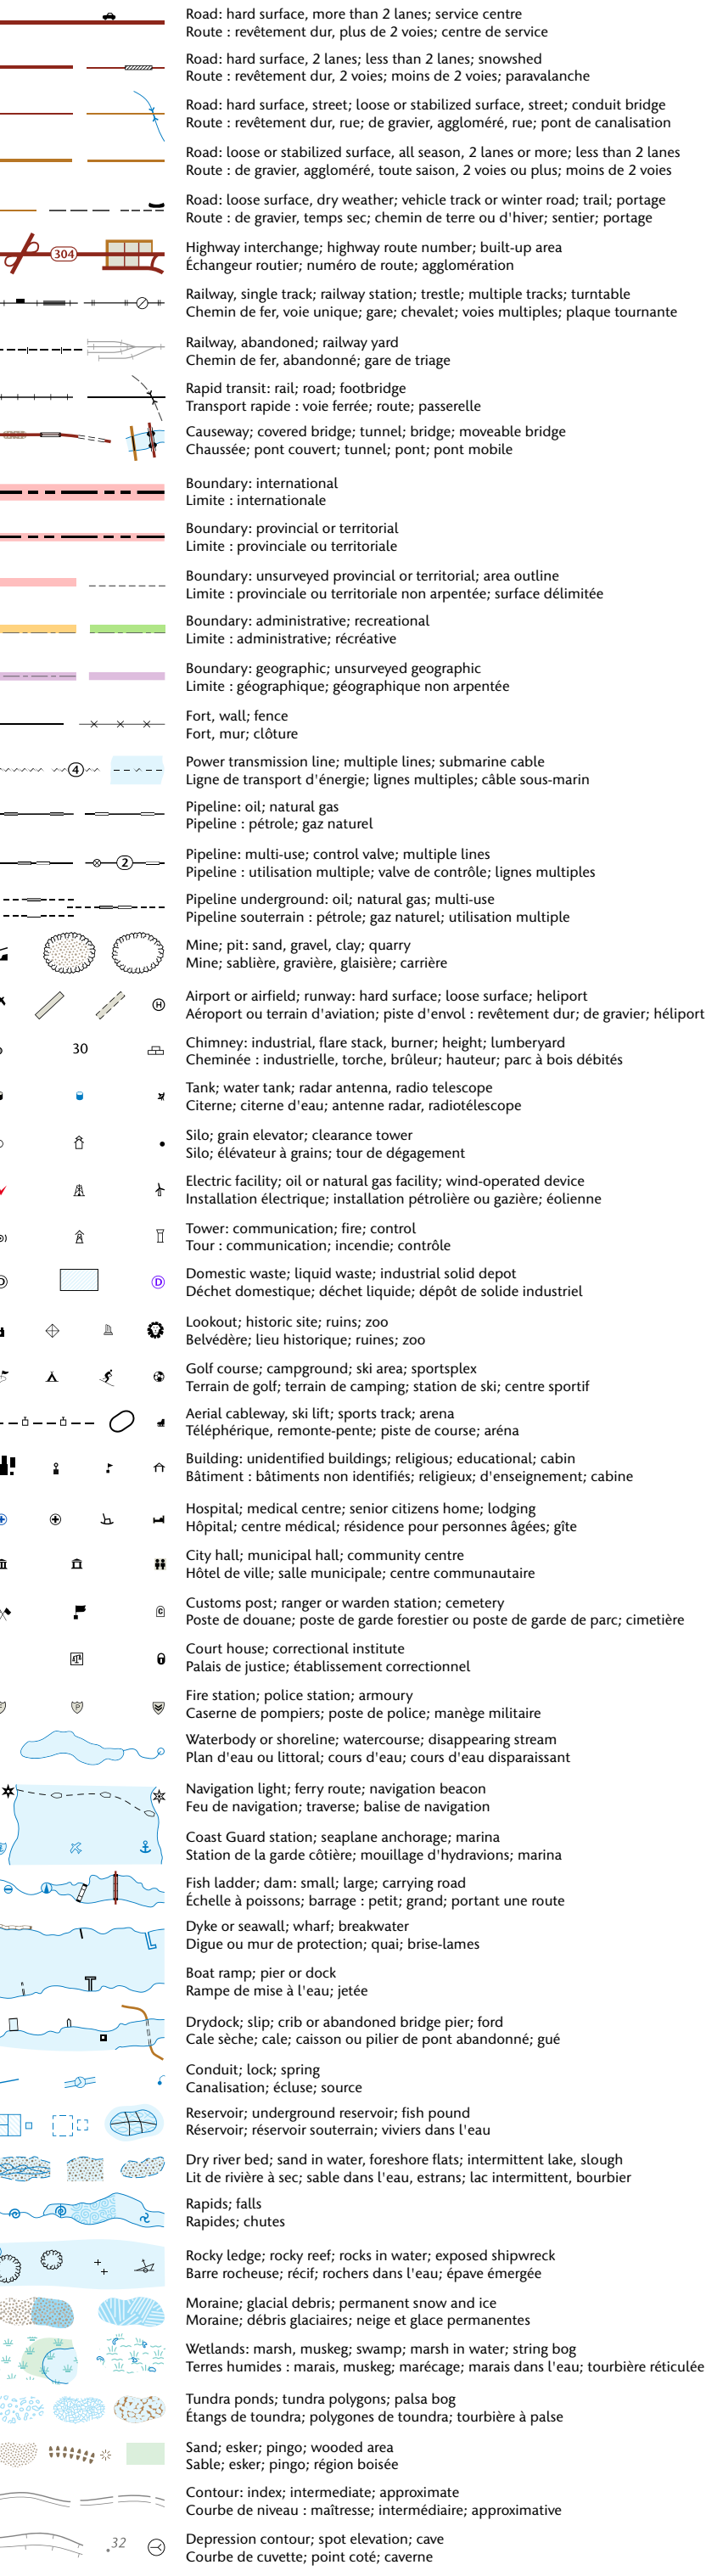 Road: hard surface, more than 2 lanes; service centre
Route : revêtement dur, plus de 2 voies; centre de service
Road: hard surface, 2 lanes; less than 2 lanes; snowshed
Route : revêtement dur, 2 voies; moins de 2 voies; paravalanche
Road: hard surface, street; loose or stabilized surface, street; conduit bridge
Route : revêtement dur, rue; de gravier, aggloméré, rue; pont de canalisation
Road: loose or stabilized surface, all season, 2 lanes or more; less than 2 lanes
Route : de gravier, aggloméré, toute saison, 2 voies ou plus; moins de 2 voies
Road: loose surface, dry weather; vehicle track or winter road; trail; portage
Route : de gravier, temps sec; chemin de terre ou d'hiver; sentier; portage
304
Highway interchange; highway route number; built-up area
Échangeur routier; numéro de route; agglomération
Railway, single track; railway station; trestle; multiple tracks; turntable
Chemin de fer, voie unique; gare; chevalet; voies multiples; plaque tournante
Railway, abandoned; railway yard
Chemin de fer, abandonné; gare de triage
Rapid transit: rail; road; footbridge
Transport rapide : voie ferrée; route; passerelle
Causeway; covered bridge; tunnel; bridge; moveable bridge
Chaussée; pont couvert; tunnel; pont; pont mobile
Boundary: international
Limite : internationale
Boundary: provincial or territorial
Limite : provinciale ou territoriale
Boundary: unsurveyed provincial or territorial; area outline
Limite : provinciale ou territoriale non arpentée; surface délimitée
Boundary: administrative; recreational
Limite : administrative; récréative
Boundary: geographic; unsurveyed geographic
Limite : géographique; géographique non arpentée
Fort, wall; fence
Fort, mur; clôture
4
Power transmission line; multiple lines; submarine cable
Ligne de transport d'énergie; lignes multiples; câble sous-marin
Pipeline: oil; natural gas
Pipeline : pétrole; gaz naturel
2
Pipeline: multi-use; control valve; multiple lines
Pipeline : utilisation multiple; valve de contrôle; lignes multiples
Pipeline underground: oil; natural gas; multi-use
Pipeline souterrain : pétrole; gaz naturel; utilisation multiple
Mine; pit: sand, gravel, clay; quarry
Mine; sablière, gravière, glaisière; carrière
H
Airport or airfield; runway: hard surface; loose surface; heliport
Aéroport ou terrain d'aviation; piste d'envol : revêtement dur; de gravier; héliport
30
Chimney: industrial, flare stack, burner; height; lumberyard
Cheminée : industrielle, torche, brûleur; hauteur; parc à bois débités
Tank; water tank; radar antenna, radio telescope
Citerne; citerne d'eau; antenne radar, radiotélescope
Silo; grain elevator; clearance tower
Silo; élévateur à grains; tour de dégagement
Electric facility; oil or natural gas facility; wind-operated device
Installation électrique; installation pétrolière ou gazière; éolienne
Tower: communication; fire; control
Tour : communication; incendie; contrôle
D D
Domestic waste; liquid waste; industrial solid depot
Déchet domestique; déchet liquide; dépôt de solide industriel
Lookout; historic site; ruins; zoo
Belvédère; lieu historique; ruines; zoo
Golf course; campground; ski area; sportsplex
Terrain de golf; terrain de camping; station de ski; centre sportif
Aerial cableway, ski lift; sports track; arena
Téléphérique, remonte-pente; piste de course; aréna
Building: unidentified buildings; religious; educational; cabin
Bâtiment : bâtiments non identifiés; religieux; d'enseignement; cabine
Hospital; medical centre; senior citizens home; lodging
Hôpital; centre médical; résidence pour personnes âgées; gîte
City hall; municipal hall; community centre
Hôtel de ville; salle municipale; centre communautaire
C
Customs post; ranger or warden station; cemetery
Poste de douane; poste de garde forestier ou poste de garde de parc; cimetière
Court house; correctional institute
Palais de justice; établissement correctionnel
P
Fire station; police station; armoury
Caserne de pompiers; poste de police; manège militaire
Waterbody or shoreline; watercourse; disappearing stream
Plan d'eau ou littoral; cours d'eau; cours d'eau disparaissant
Navigation light; ferry route; navigation beacon
Feu de navigation; traverse; balise de navigation
Coast Guard station; seaplane anchorage; marina
Station de la garde côtière; mouillage d'hydravions; marina
Fish ladder; dam: small; large; carrying road
Échelle à poissons; barrage : petit; grand; portant une route
Dyke or seawall; wharf; breakwater
Digue ou mur de protection; quai; brise-lames
Boat ramp; pier or dock
Rampe de mise à l'eau; jetée
Drydock; slip; crib or abandoned bridge pier; ford
Cale sèche; cale; caisson ou pilier de pont abandonné; gué
Conduit; lock; spring
Canalisation; écluse; source
Reservoir; underground reservoir; fish pound
Réservoir; réservoir souterrain; viviers dans l'eau
Dry river bed; sand in water, foreshore flats; intermittent lake, slough
Lit de rivière à sec; sable dans l'eau, estrans; lac intermittent, bourbier
Rapids; falls
Rapides; chutes
Rocky ledge; rocky reef; rocks in water; exposed shipwreck
Barre rocheuse; récif; rochers dans l'eau; épave émergée
Moraine; glacial debris; permanent snow and ice
Moraine; débris glaciaires; neige et glace permanentes
Wetlands: marsh, muskeg; swamp; marsh in water; string bog
Terres humides : marais, muskeg; marécage; marais dans l'eau; tourbière réticulée
Tundra ponds; tundra polygons; palsa bog
Étangs de toundra; polygones de toundra; tourbière à palse
Sand; esker; pingo; wooded area
Sable; esker; pingo; région boisée
Contour: index; intermediate; approximate
Courbe de niveau : maîtresse; intermédiaire; approximative
.32
Depression contour; spot elevation; cave
Courbe de cuvette; point coté; caverne